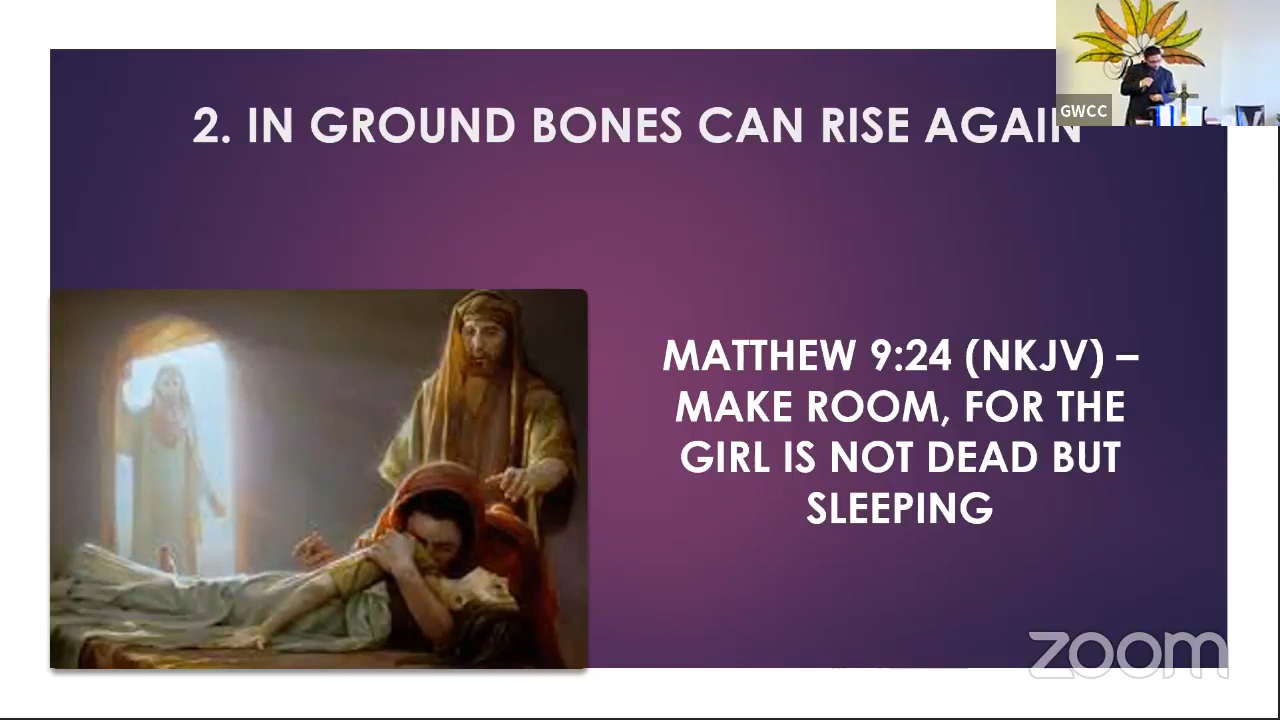 2. IN GROUND BONES CAN RISE AGAIN
GWCC
MATTHEW 9:24 (NKJV) –
MAKE ROOM, FOR THE
GIRL IS NOT DEAD BUT
SLEEPING
zoom